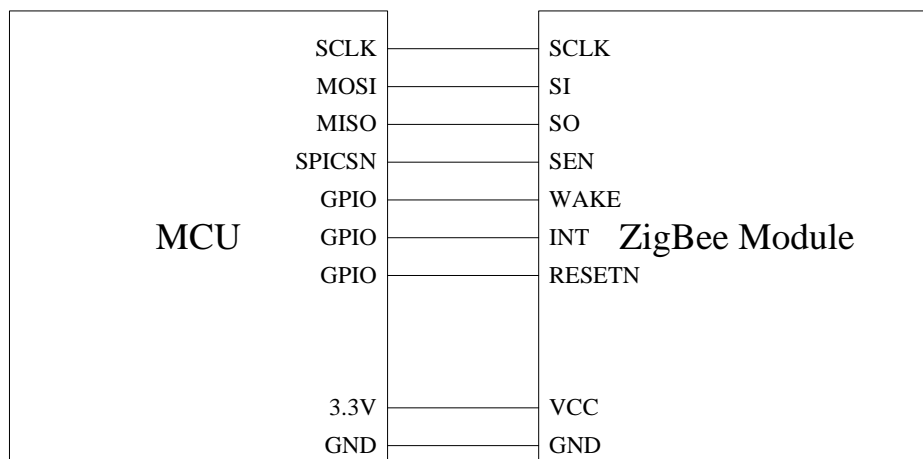 SCLK SCLK
MOSI SI
MISO SO
SPICSN SEN
GPIO WAKE
MCU GPIO INT ZigBee Module
GPIO RESETN
3.3V VCC
GND GND